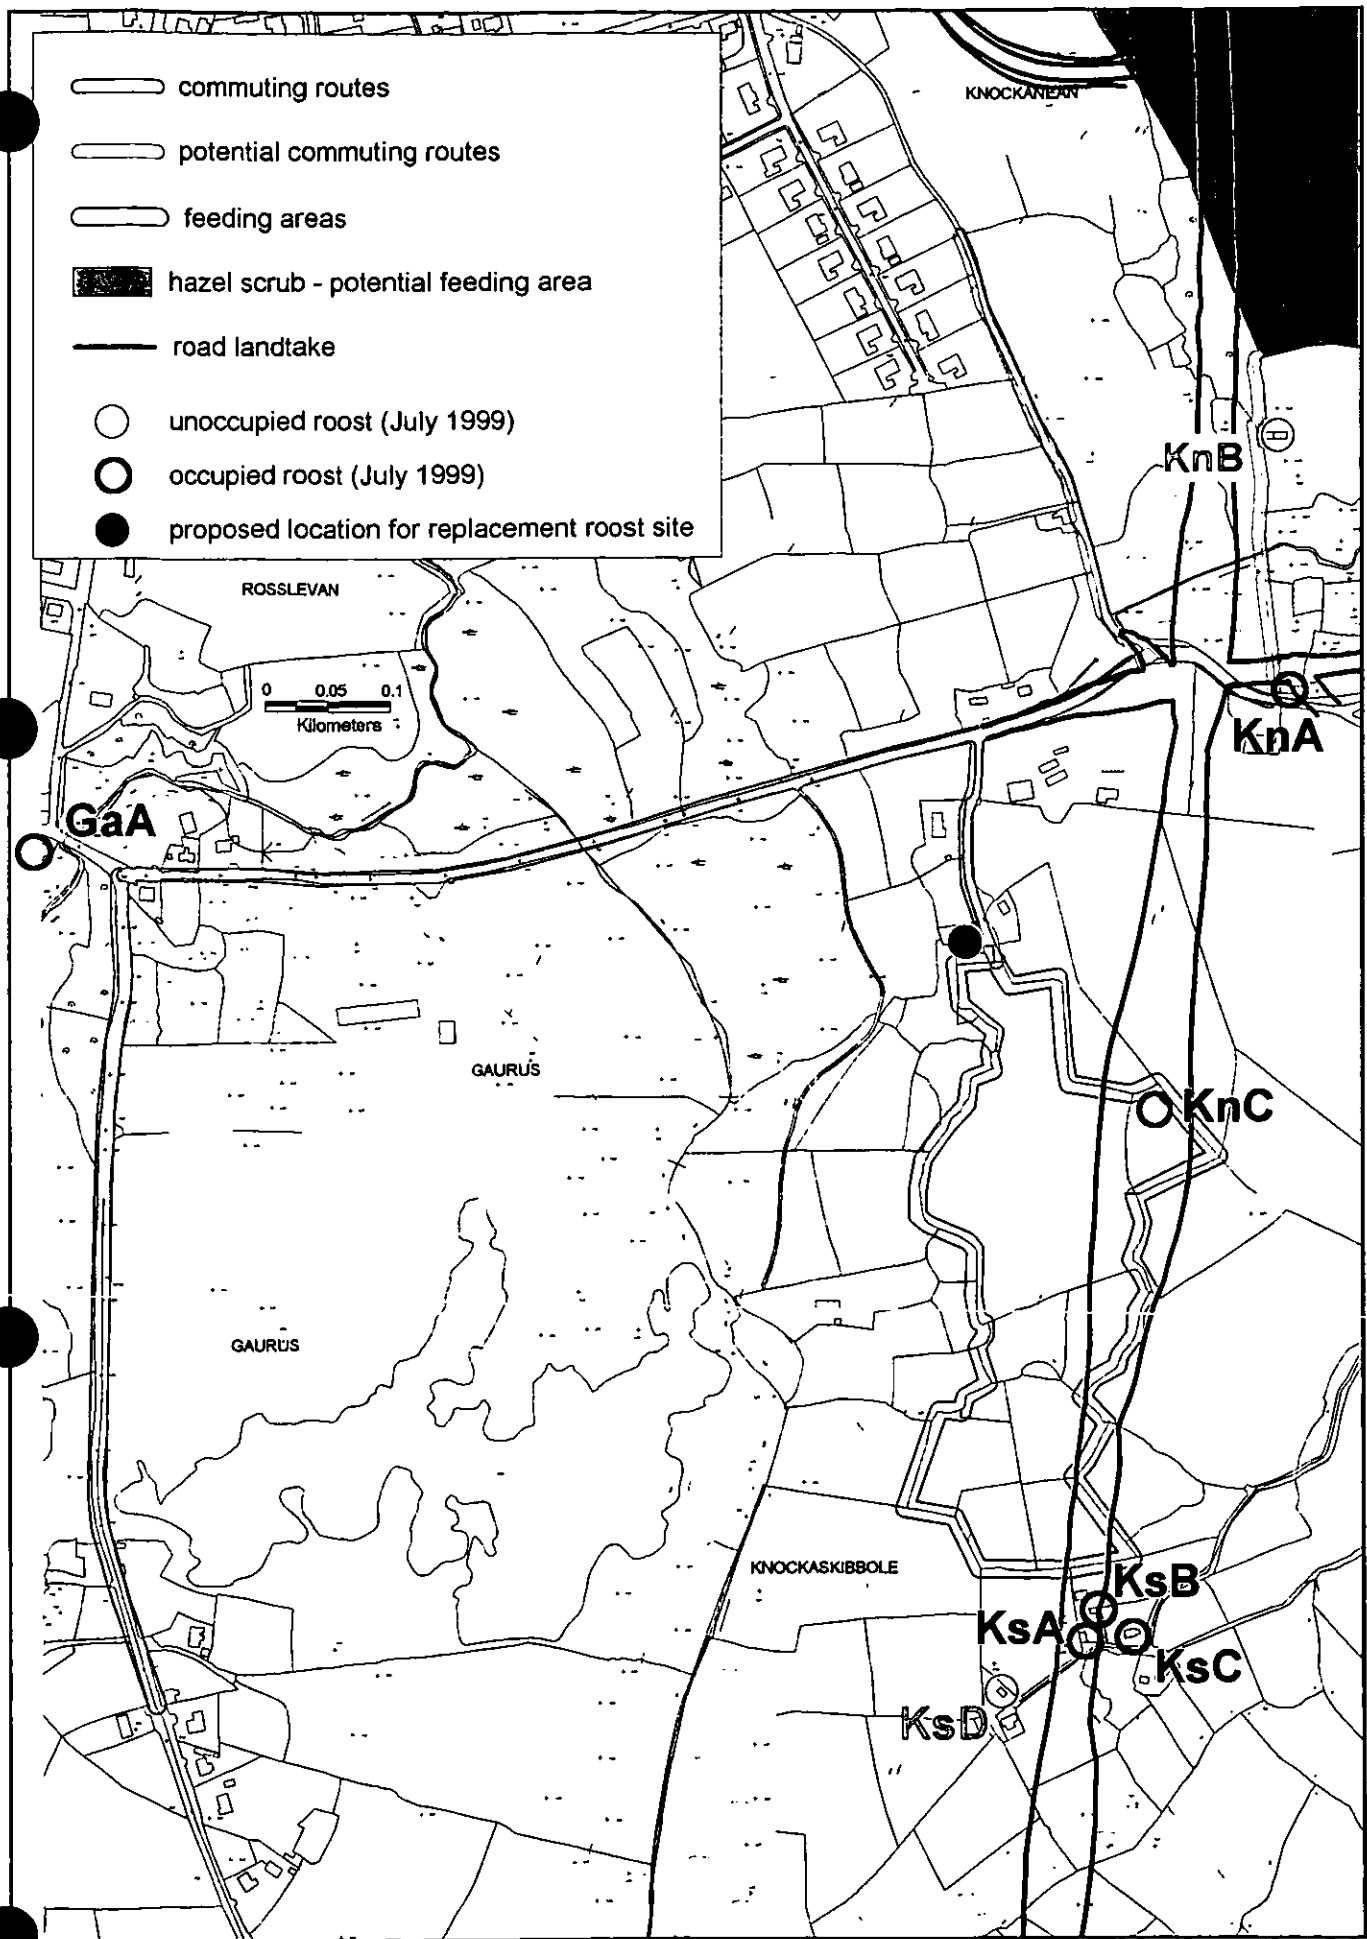 commuting routes
potential commuting routes
feeding areas
hazel scrub - potential feeding area
road landtake
unoccupied roost (July 1999)
occupied roost (July 1999)
proposed location for replacement roost site
KNOCKANEAN
KnB
ROSSLEVAN
0 0.05 0.1
Kilometers
KnA
GaA
GAURUS
KnC
GAURUS
KNOCKASKIBBOLE
KsB
KsA
KsC
KsD